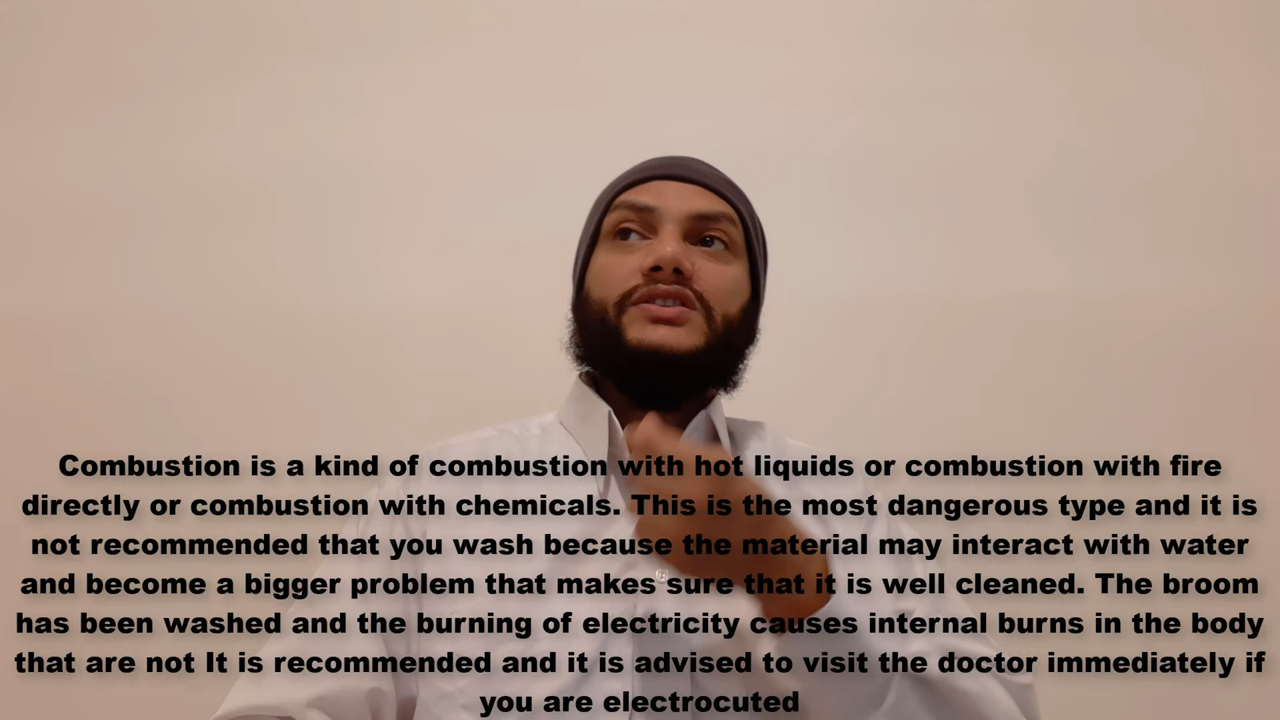 Combustion is a kind of combustion with hot liquids or combustion with fire
directly or combustion with chemicals. This is the most dangerous type and it is
not recommended that you wash because the material may interact with water
and become a bigger problem that makes sure that it is well cleaned. The broom
has been washed and the burning of electricity causes internal burns in the body
that are not It is recommended and it is advised to visit the doctor immediately if
you are electrocuted